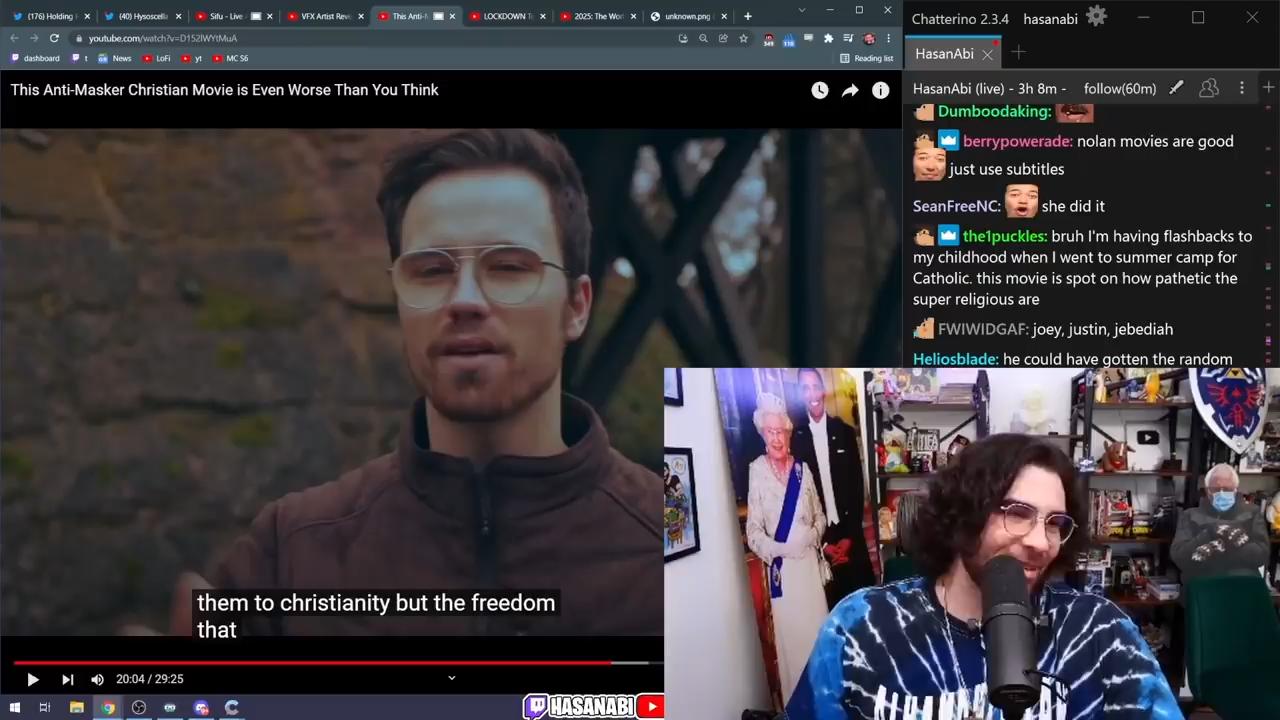 (176) Holding
(40) Hysoscella
Sifu - Live
VFX Artist Rev
This Anti-M
LOCKDOWN T
2025: The Wor
unknown.png
youtube.com/watch?v=D152lWYtMuA
dashboard
t
News
LoFi
yt
MC S6
Reading list
This Anti-Masker Christian Movie is Even Worse Than You Think
them to christianity but the freedom
that
20:04 / 29:25
HASANABI
Chatterino 2.3.4
hasanabi
HasanAbi
HasanAbi (live) - 3h 8m -
follow(60m)
Dumboodaking:
berrypowerade: nolan movies are good
just use subtitles
SeanFreeNC: she did it
the1puckles: bruh I'm having flashbacks to
my childhood when I went to summer camp for
Catholic. this movie is spot on how pathetic the
super religious are
FWIWIDGAF: joey, justin, jebediah
Heliosblade: he could have gotten the random